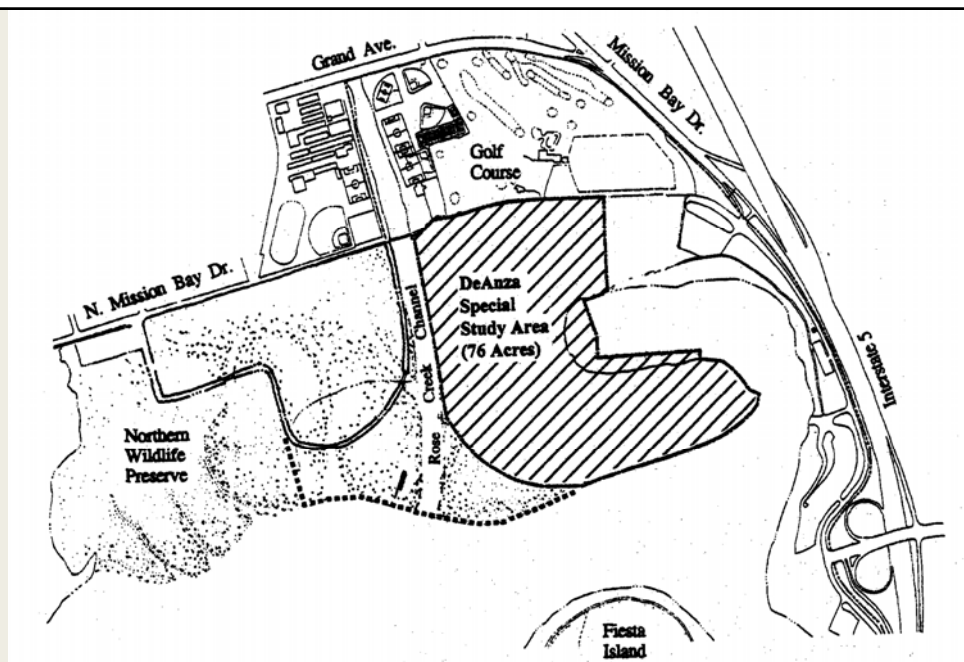 Grand Ave.
Mission Bay Dr.
Golf
Course
N. Mission Bay Dr.
DeAnza
Special
Study Area
(76 Acres)
Rose Creek Channel
Interstate 5
Northern
Wildlife
Preserve
Fiesta
Island